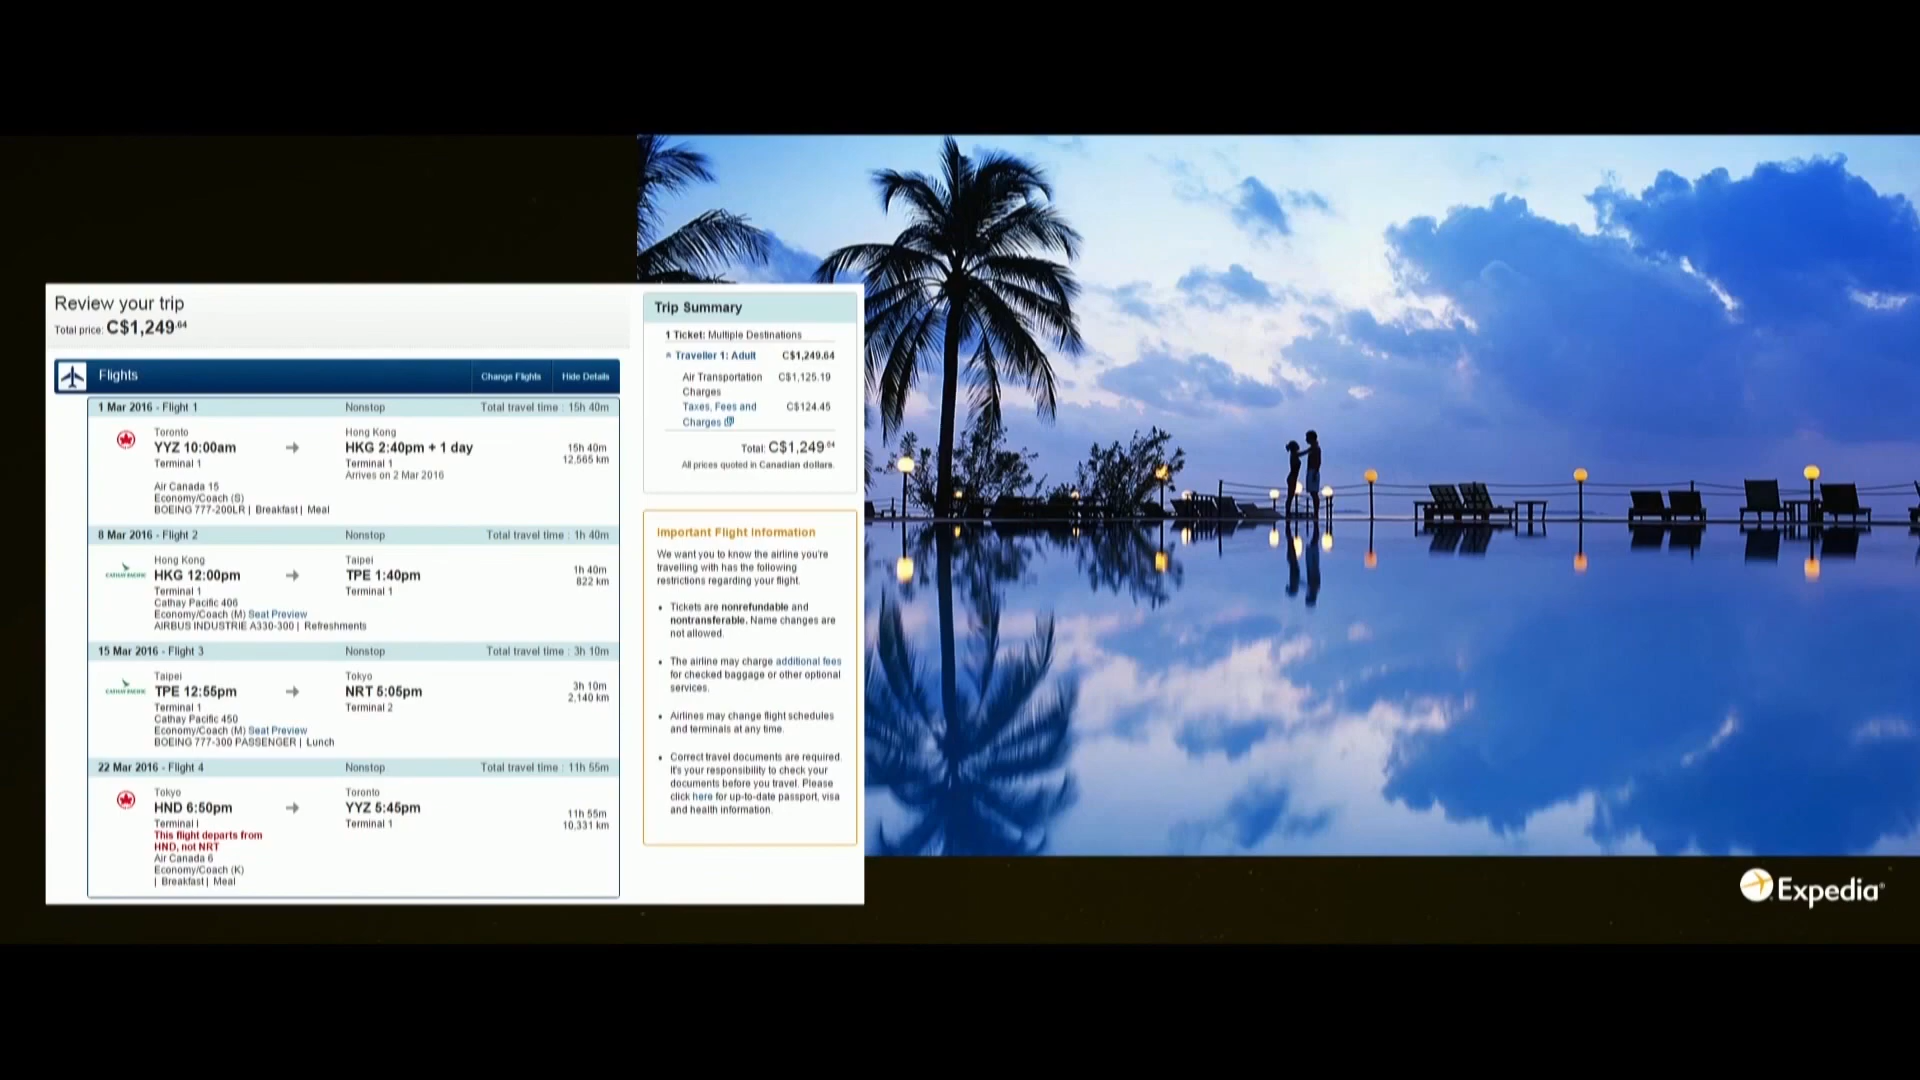 Review your trip
Total price: C$1,249.64
Flights
Change Flights
Hide Details
1 Mar 2016 - Flight 1 Nonstop Total travel time : 15h 40m
Toronto Hong Kong
YYZ 10:00am HKG 2:40pm + 1 day 15h 40m
Terminal 1 Terminal 1 12,565 km
Arrives on 2 Mar 2016
Air Canada 15
Economy/Coach (S)
BOEING 777-200LR | Breakfast | Meal
8 Mar 2016 - Flight 2 Nonstop Total travel time : 1h 40m
Hong Kong Taipei
HKG 12:00pm TPE 1:40pm 1h 40m
Terminal 1 Terminal 1 822 km
CATHAY PACIFIC
Cathay Pacific 406
Economy/Coach (M) Seat Preview
AIRBUS INDUSTRIE A330-300 | Refreshments
15 Mar 2016 - Flight 3 Nonstop Total travel time : 3h 10m
Taipei Tokyo
TPE 12:55pm NRT 5:05pm 3h 10m
Terminal 1 Terminal 2 2,140 km
CATHAY PACIFIC
Cathay Pacific 450
Economy/Coach (M) Seat Preview
BOEING 777-300 PASSENGER | Lunch
22 Mar 2016 - Flight 4 Nonstop Total travel time : 11h 55m
Tokyo Toronto
HND 6:50pm YYZ 5:45pm 11h 55m
Terminal I Terminal 1 10,331 km
This flight departs from
HND, not NRT
Air Canada 6
Economy/Coach (K)
| Breakfast | Meal
Trip Summary
1 Ticket: Multiple Destinations
Traveller 1: Adult C$1,249.64
Air Transportation C$1,125.19
Charges
Taxes, Fees and C$124.45
Charges
Total: C$1,249.64
All prices quoted in Canadian dollars.
Important Flight Information
We want you to know the airline you're
travelling with has the following
restrictions regarding your flight.
• Tickets are nonrefundable and
nontransferable. Name changes are
not allowed.
• The airline may charge additional fees
for checked baggage or other optional
services.
• Airlines may change flight schedules
and terminals at any time.
• Correct travel documents are required.
It's your responsibility to check your
documents before you travel. Please
click here for up-to-date passport, visa
and health information.
Expedia®